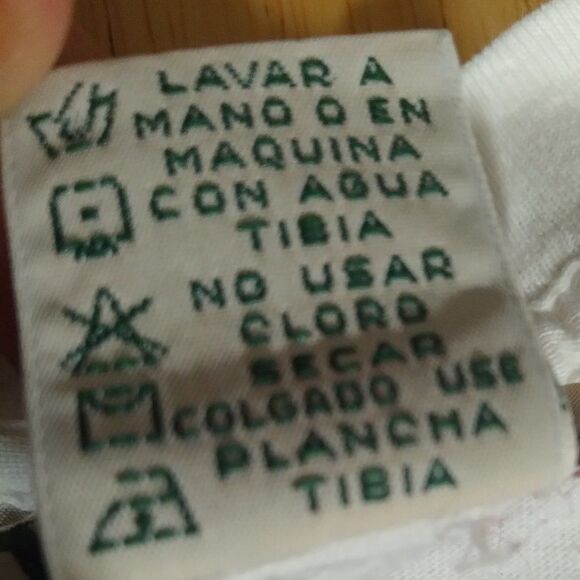 LAVAR A
MANO O EN
MAQUINA
CON AGUA
TIBIA
NO USAR
CLORO
SECAR
COLGADO USE
PLANCHA
TIBIA